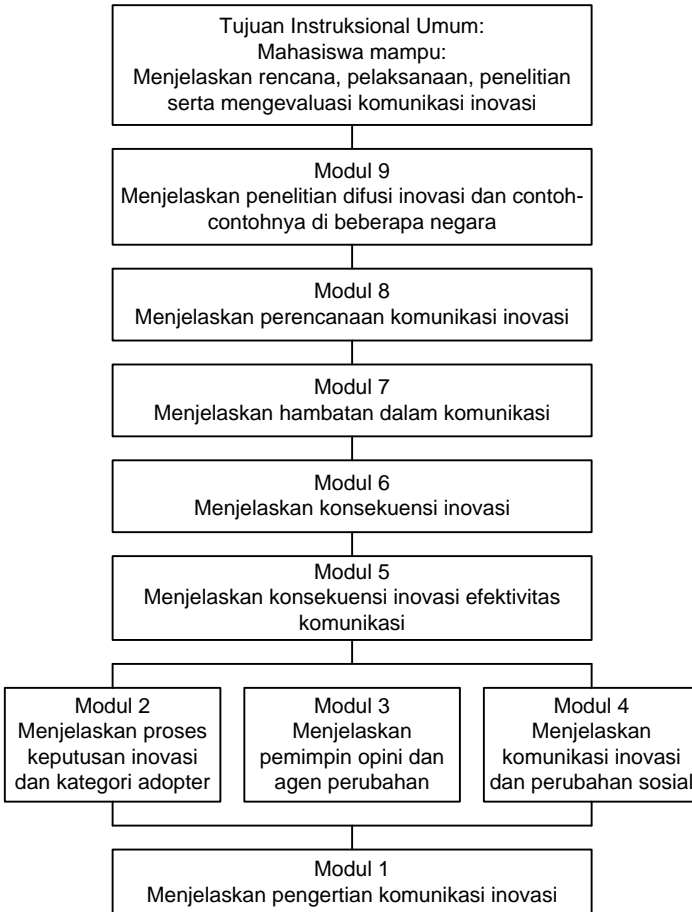 Tujuan Instruksional Umum:
Mahasiswa mampu:
Menjelaskan rencana, pelaksanaan, penelitian
serta mengevaluasi komunikasi inovasi
Modul 9
Menjelaskan penelitian difusi inovasi dan contoh-
contohnya di beberapa negara
Modul 8
Menjelaskan perencanaan komunikasi inovasi
Modul 7
Menjelaskan hambatan dalam komunikasi
Modul 6
Menjelaskan konsekuensi inovasi
Modul 5
Menjelaskan konsekuensi inovasi efektivitas
komunikasi
Modul 2
Menjelaskan proses
keputusan inovasi
dan kategori adopter
Modul 3
Menjelaskan
pemimpin opini dan
agen perubahan
Modul 4
Menjelaskan
komunikasi inovasi
dan perubahan sosial
Modul 1
Menjelaskan pengertian komunikasi inovasi